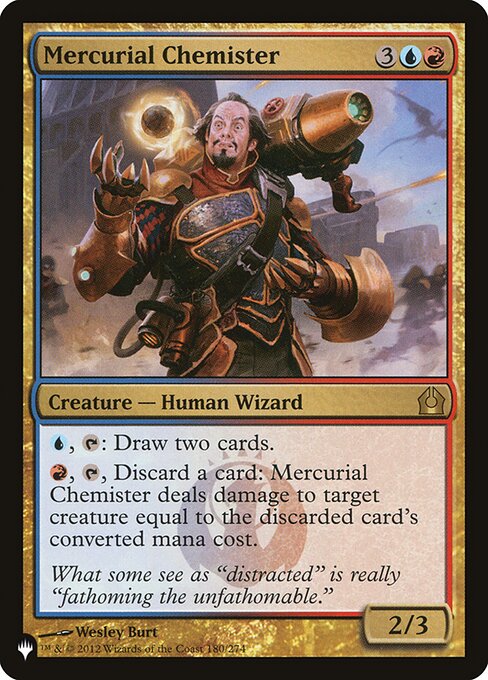 Mercurial Chemister 3
Creature — Human Wizard
, : Draw two cards.
, , Discard a card: Mercurial
Chemister deals damage to target
creature equal to the discarded card's
converted mana cost.
What some see as "distracted" is really
"fathoming the unfathomable."
Wesley Burt
2/3
™ & © 2012 Wizards of the Coast 180/274